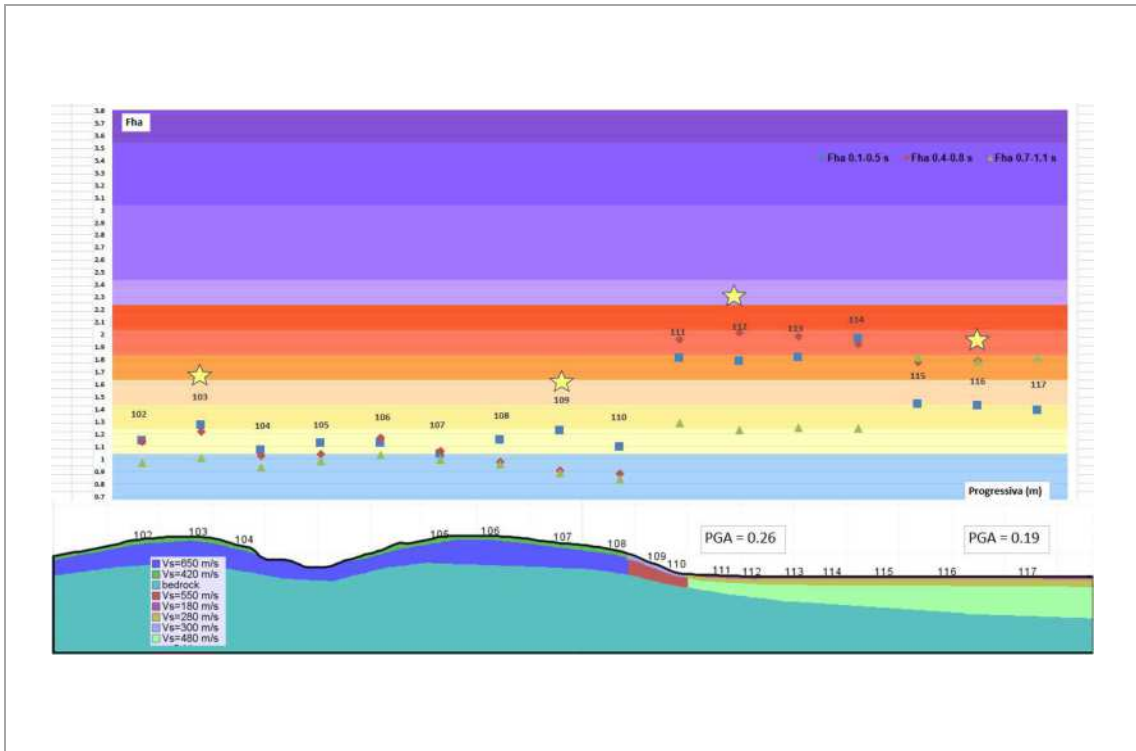 3.8
3.7
3.6
3.5
3.4
3.3
3.2
3.1
3
2.9
2.8
2.7
2.6
2.5
2.4
2.3
2.2
2.1
2
1.9
1.8
1.7
1.6
1.5
1.4
1.3
1.2
1.1
1
0.9
0.8
0.7
Fha
Fha 0.1-0.5 s Fha 0.4-0.8 s Fha 0.7-1.1 s
102 103 104 105 106 107 108 109 110 111 112 113 114 115 116 117
Progressiva (m)
102 103 104 105 106 107 108 109 110 111 112 113 114 115 116 117
PGA = 0.26 PGA = 0.19
Vs=650 m/s
Vs=420 m/s
bedrock
Vs=550 m/s
Vs=180 m/s
Vs=280 m/s
Vs=300 m/s
Vs=480 m/s